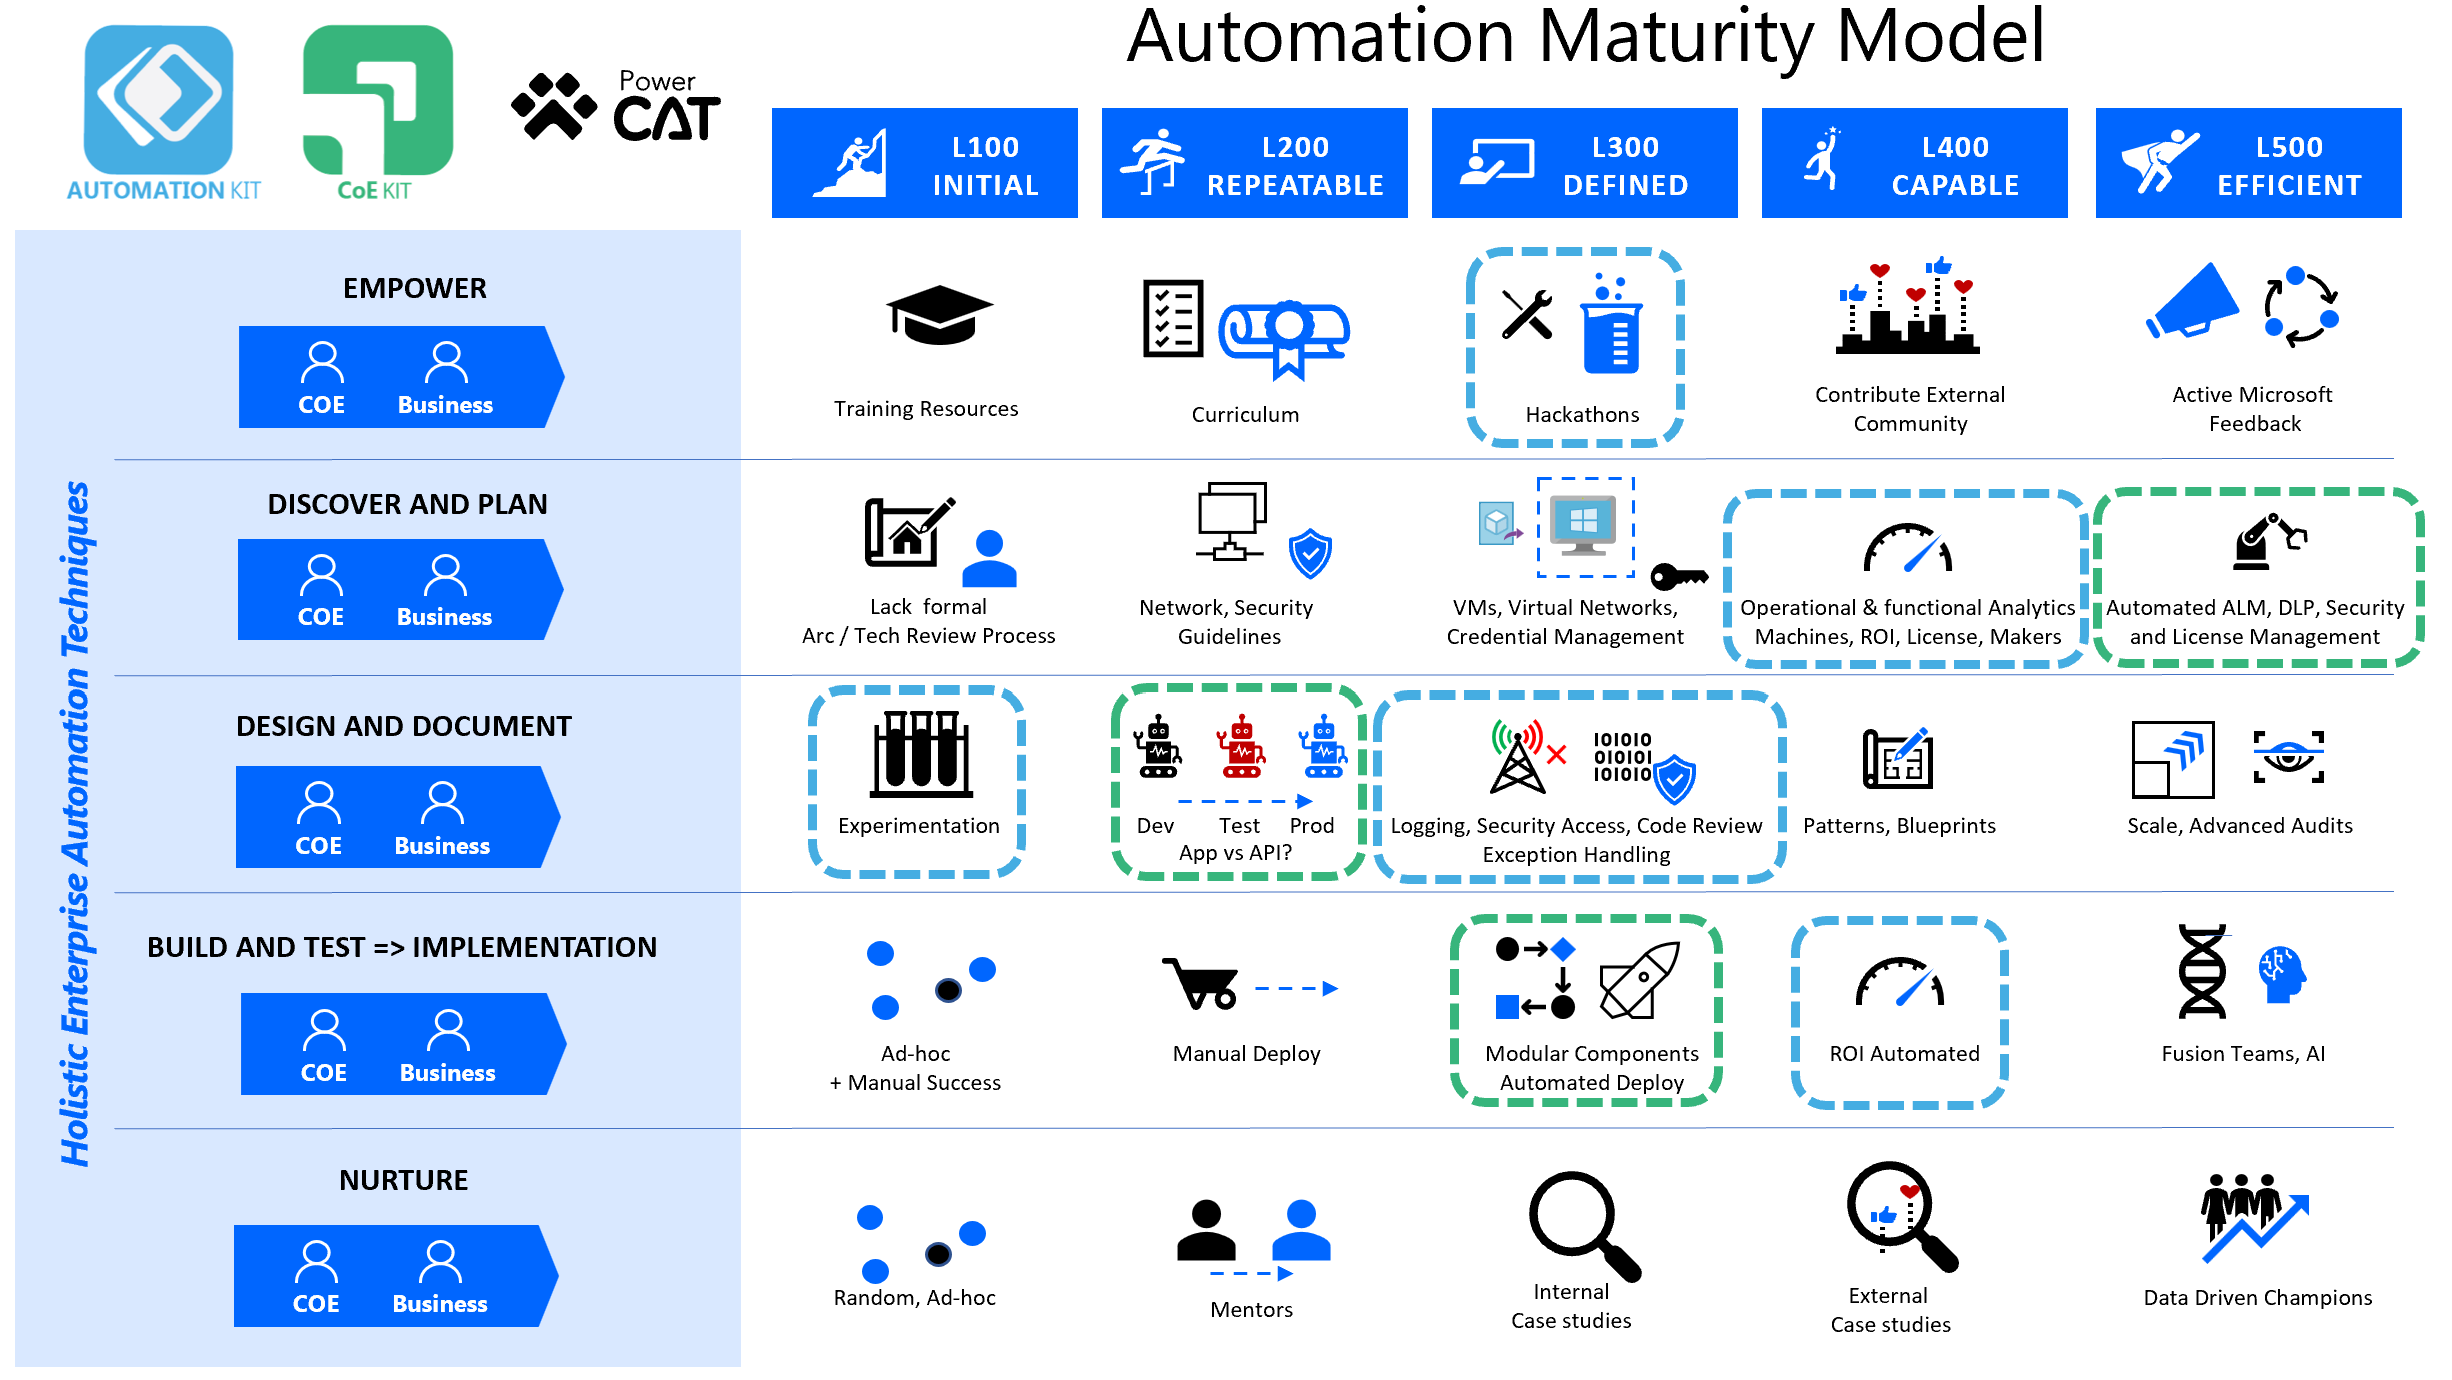 Automation Maturity Model
AUTOMATION KIT
CoE KIT
Power
CAT
L100
INITIAL
L200
REPEATABLE
L300
DEFINED
L400
CAPABLE
L500
EFFICIENT
Holistic Enterprise Automation Techniques
EMPOWER
COE Business
Training Resources
Curriculum
Hackathons
Contribute External
Community
Active Microsoft
Feedback
DISCOVER AND PLAN
COE Business
Lack formal
Arc / Tech Review Process
Network, Security
Guidelines
VMs, Virtual Networks,
Credential Management
Operational & functional Analytics
Machines, ROI, License, Makers
Automated ALM, DLP, Security
and License Management
DESIGN AND DOCUMENT
COE Business
Experimentation
Dev Test Prod
App vs API?
101010
010101
101010
Logging, Security Access, Code Review
Exception Handling
Patterns, Blueprints
Scale, Advanced Audits
BUILD AND TEST => IMPLEMENTATION
COE Business
Ad-hoc
+ Manual Success
Manual Deploy
Modular Components
Automated Deploy
ROI Automated
Fusion Teams, AI
NURTURE
COE Business
Random, Ad-hoc
Mentors
Internal
Case studies
External
Case studies
Data Driven Champions